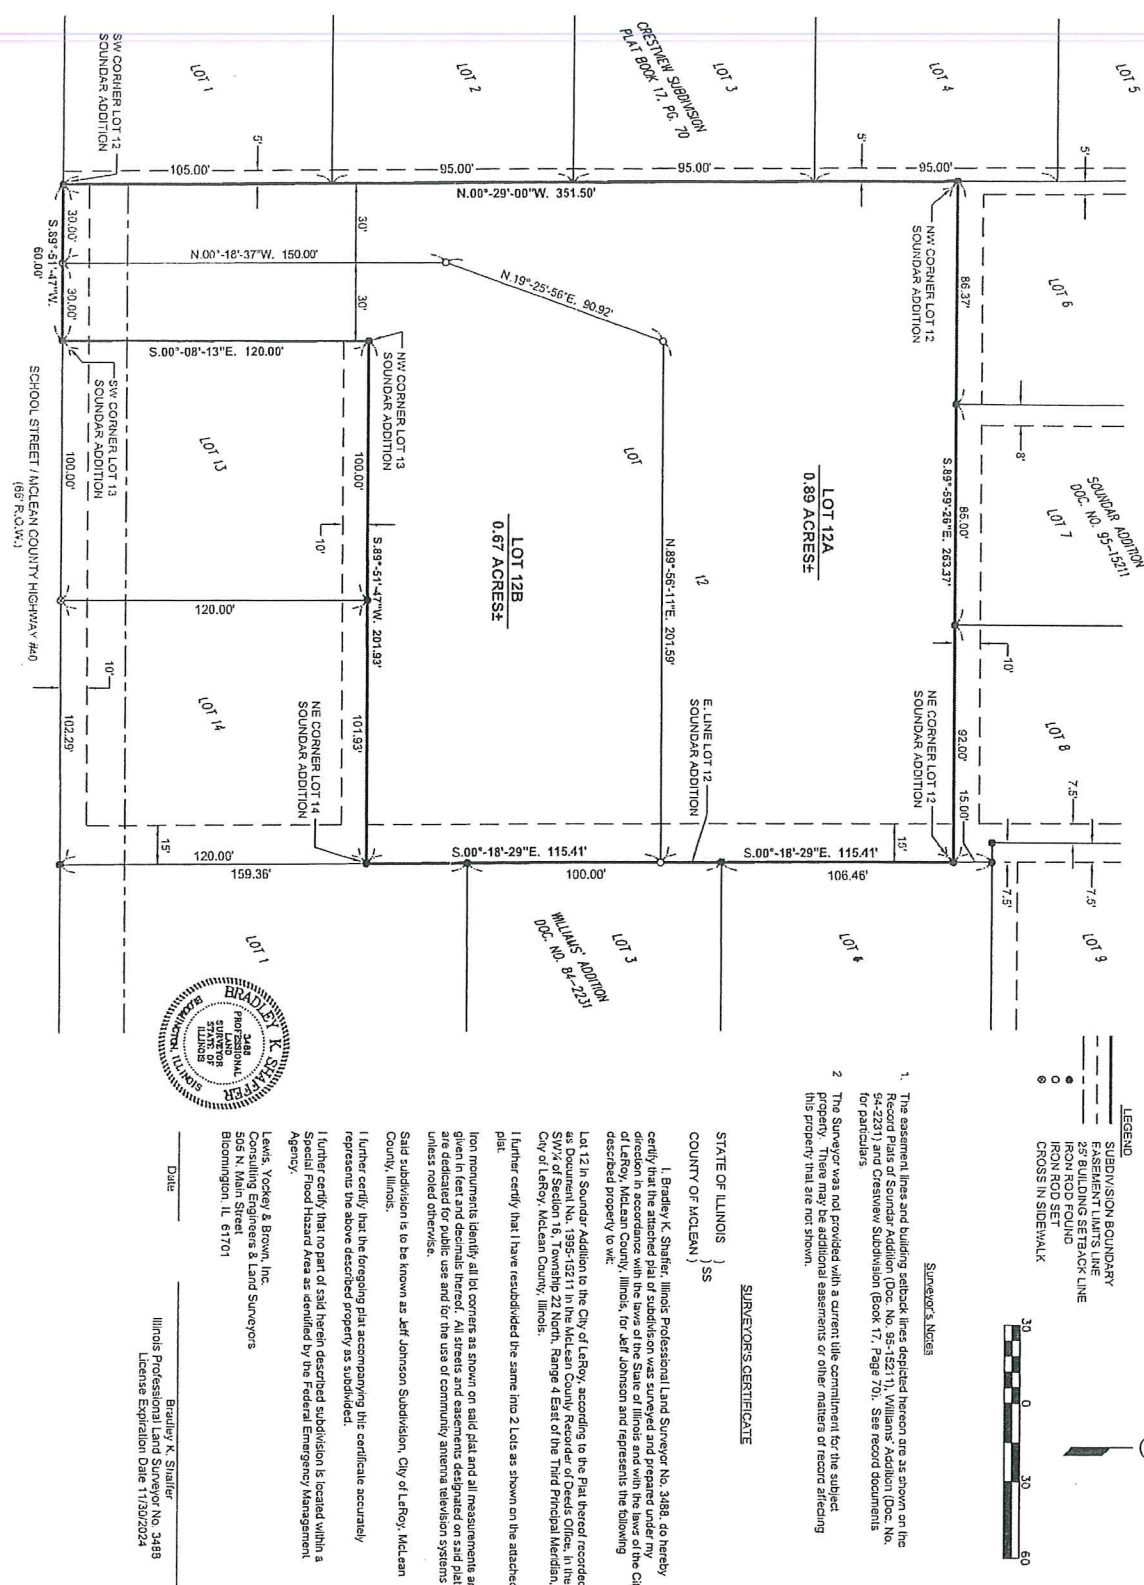 LOT 5
LOT 4
LOT 3
LOT 2
LOT 1
CRESTVIEW SUBDIVISION
PLAT BOOK 17, PG. 70
SW CORNER LOT 12
SOUNDAR ADDITION
5'
5'
5'
105.00'
95.00'
95.00'
95.00'
N.00°-29'-00"W. 351.50'
NW CORNER LOT 12
SOUNDAR ADDITION
30.00'
30.00'
S.89°-51'-47"W.
60.00'
30'
30'
N.00°-18'-37"W. 150.00'
N.19°-25'-56"E. 90.92'
S.00°-08'-13"E. 120.00'
NW CORNER LOT 13
SOUNDAR ADDITION
SW CORNER LOT 13
SOUNDAR ADDITION
86.37'
LOT 6
8'
S.89°-59'-26"E. 263.37'
85.00'
LOT 7
SOUNDAR ADDITION
DOC. NO. 95-15211
LOT 12A
0.89 ACRES±
LOT
12
N.89°-56'-11"E. 201.59'
LOT 12B
0.67 ACRES±
LOT 13
100.00'
10'
S.89°-51'-47"W. 201.93'
100.00'
SCHOOL STREET / MCLEAN COUNTY HIGHWAY #40
(66' R.O.W.)
120.00'
10'
10'
LOT 14
101.93'
102.29'
NE CORNER LOT 14
SOUNDAR ADDITION
E. LINE LOT 12
SOUNDAR ADDITION
92.00'
NE CORNER LOT 12
SOUNDAR ADDITION
15.00'
LOT 8
7.5'
7.5'
7.5'
15'
15'
120.00'
159.36'
S.00°-18'-29"E. 115.41'
100.00'
S.00°-18'-29"E. 115.41'
106.46'
LOT 1
LOT 3
WILLIAMS' ADDITION
DOC. NO. 84-2231
LOT 4
LOT 9
LEGEND
SUBDIVISION BOUNDARY
EASEMENT LIMITS LINE
25' BUILDING SETBACK LINE
IRON ROD FOUND
IRON ROD SET
CROSS IN SIDEWALK
30 0 30 60
Surveyor's Notes
1. The easement lines and building setback lines depicted hereon are as shown on the
Record Plats of Soundar Addition (Doc. No. 95-15211), Williams' Addition (Doc. No.
94-2231) and Crestview Subdivision (Book 17, Page 70). See record documents
for particulars.
2 The Surveyor was not provided with a current title commitment for the subject
property. There may be additional easements or other matters of record affecting
this property that are not shown.
SURVEYOR'S CERTIFICATE
STATE OF ILLINOIS )
) SS
COUNTY OF MCLEAN )
I, Bradley K. Shaffer, Illinois Professional Land Surveyor No. 3488, do hereby
certify that the attached plat of subdivision was surveyed and prepared under my
direction in accordance with the laws of the State of Illinois and with the laws of the
of LeRoy, McLean County, Illinois, for Jeff Johnson and represents the following
described property to wit:
Lot 12 in Soundar Addition to the City of LeRoy, according to the Plat thereof recorded
as Document No. 1995-15211 in the McLean County Recorder of Deeds Office, in the
SW¼ of Section 16, Township 22 North, Range 4 East of the Third Principal Meridian,
City of LeRoy, McLean County, Illinois.
I further certify that I have resubdivided the same into 2 Lots as shown on the attached
plat.
Iron monuments identify all lot corners as shown on said plat and all measurements
given in feet and decimals thereof. All streets and easements designated on said plat
are dedicated for public use and for the use of community antenna television systems
unless noted otherwise.
Said subdivision is to be known as Jeff Johnson Subdivision, City of LeRoy, McLean
County, Illinois.
I further certify that the foregoing plat accompanying this certificate accurately
represents the above described property as subdivided.
I further certify that no part of said herein described subdivision is located within a
Special Flood Hazard Area as identified by the Federal Emergency Management
Agency.
Lewis, Yockey & Brown, Inc.
Consulting Engineers & Land Surveyors
505 N. Main Street
Bloomington, IL 61701
Date
Bradley K. Shaffer
Illinois Professional Land Surveyor No. 3488
License Expiration Date 11/30/2024
BRADLEY K. SHAFFER
3488
PROFESSIONAL
LAND
SURVEYOR
STATE OF
ILLINOIS
BLOOMINGTON, ILLINOIS